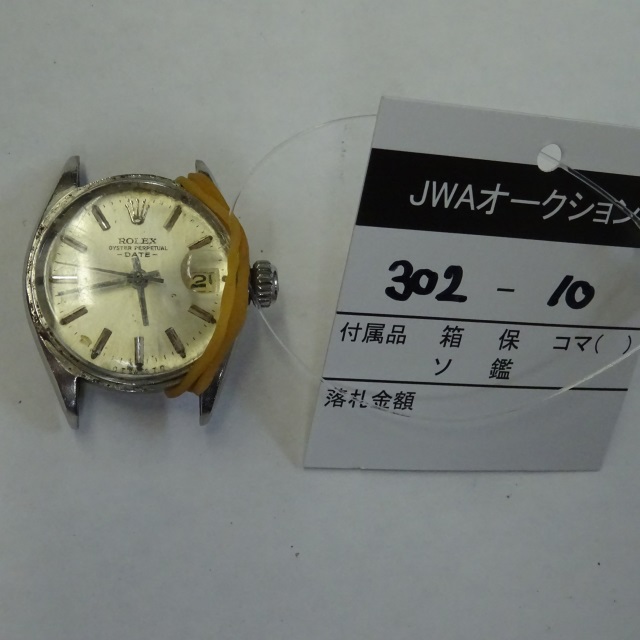 ROLEX
OYSTER PERPETUAL
-DATE-
21
JWAオークション
302 - 10
付属品 箱 保 コマ( )
ソ 鑑
落札金額